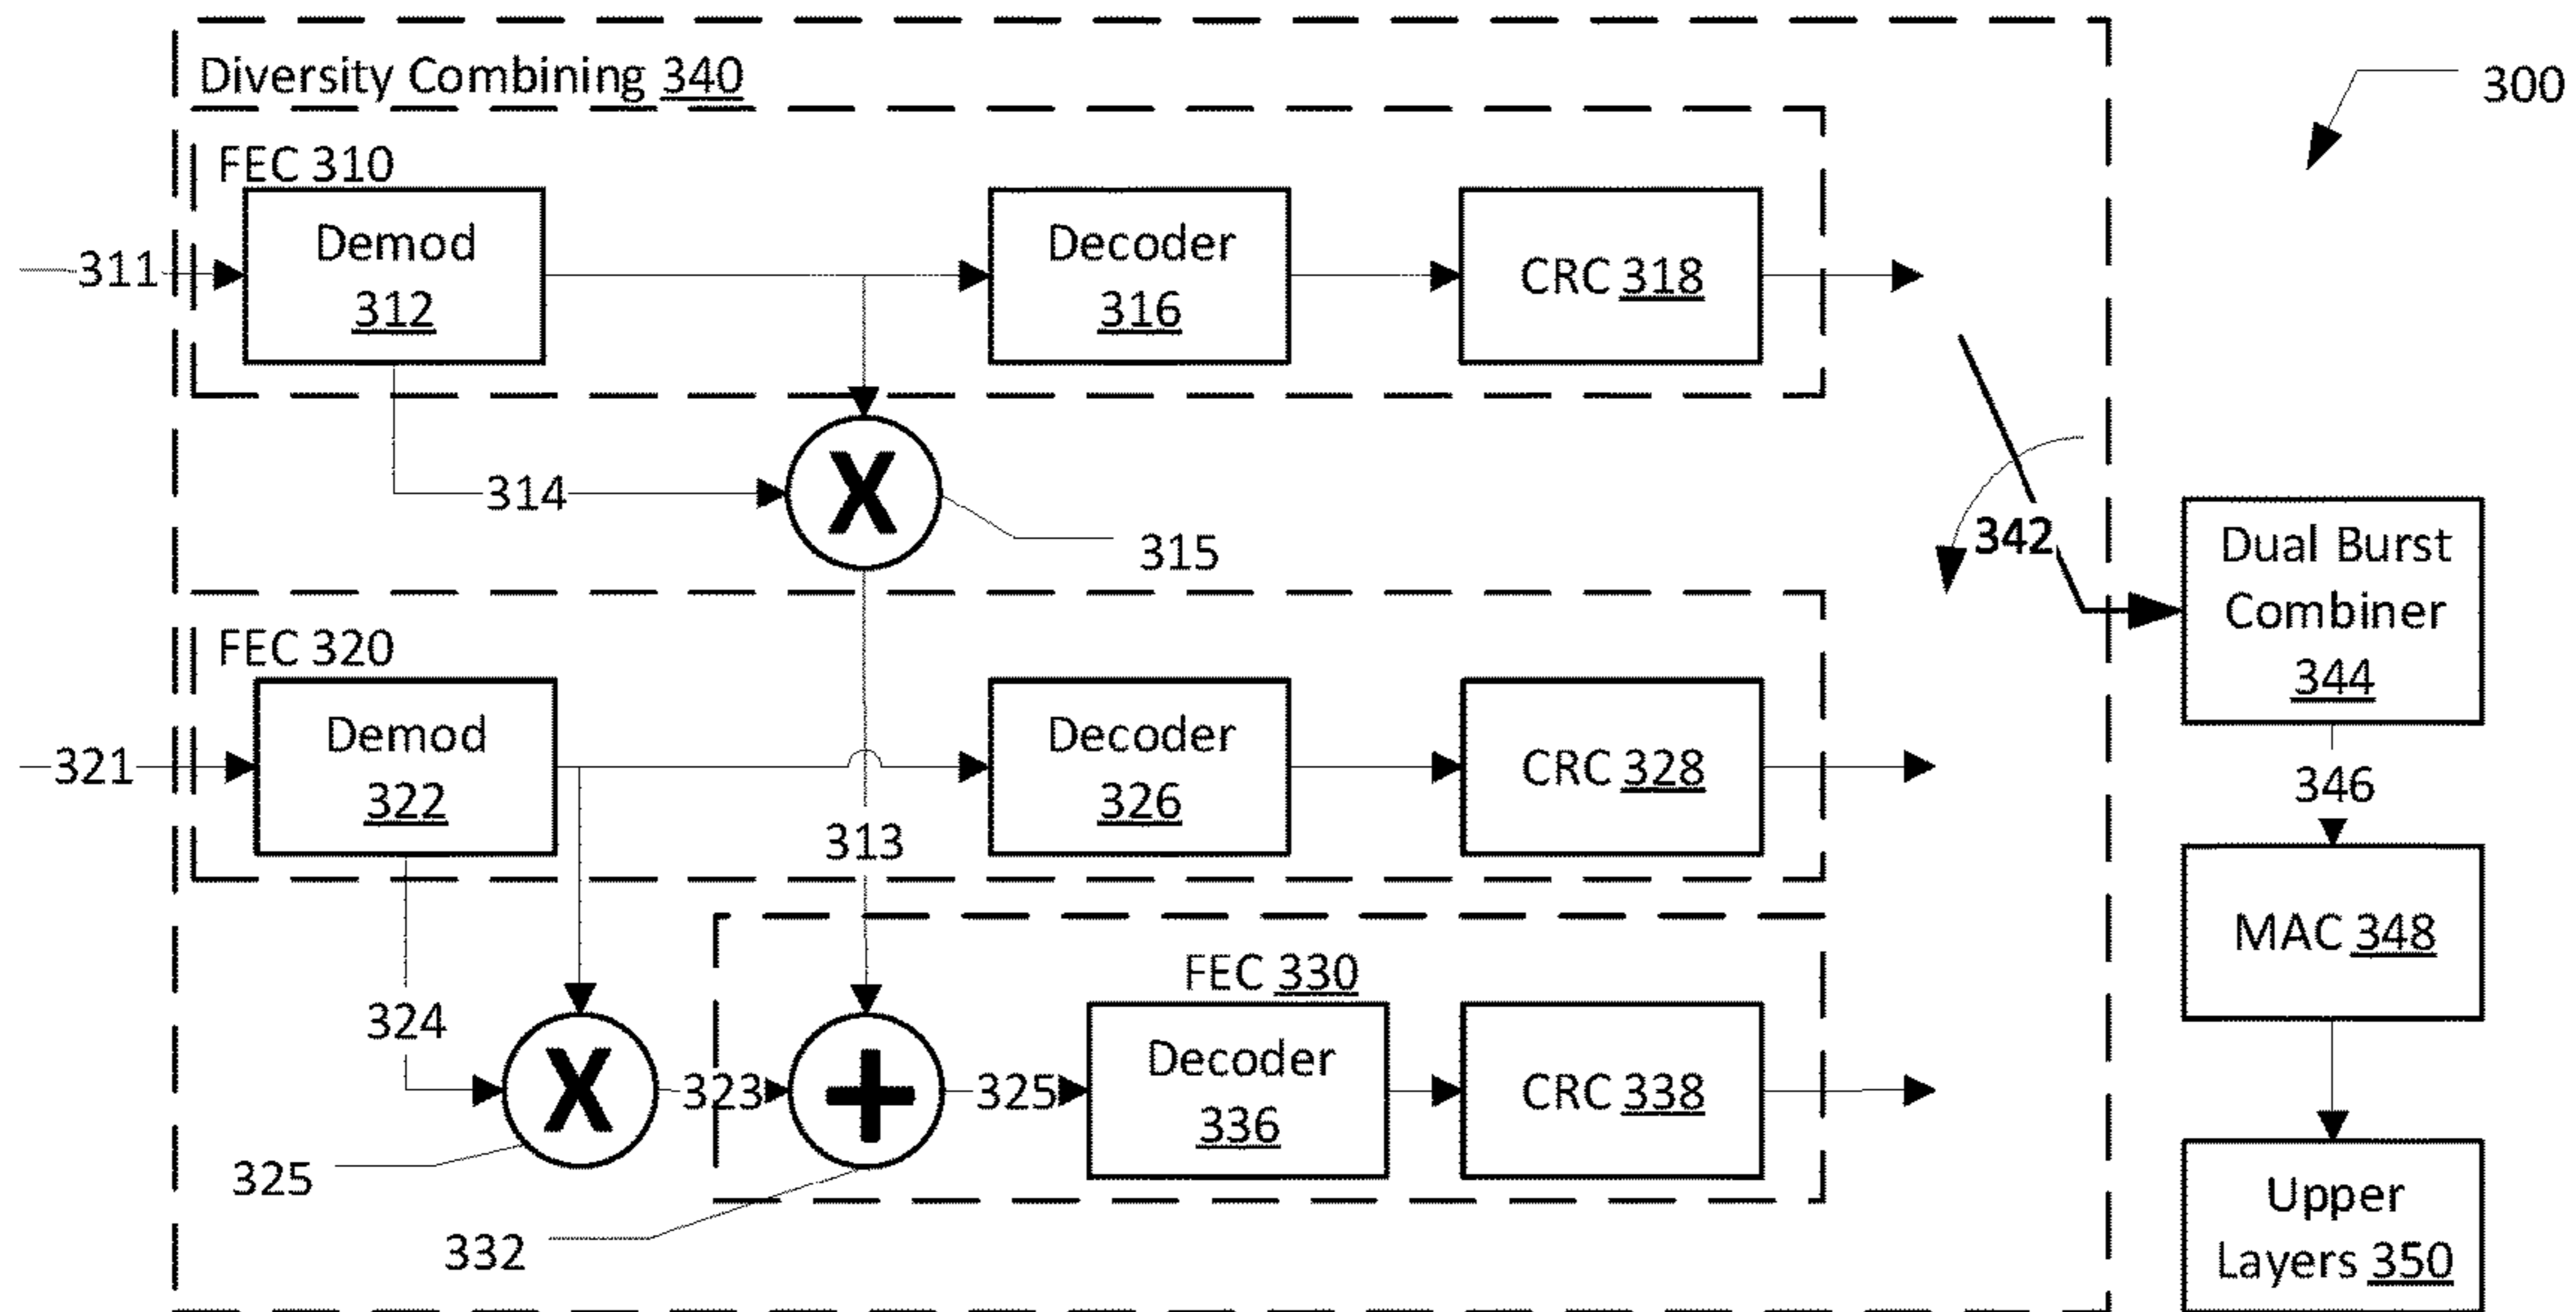 Diversity Combining 340
300
FEC 310
311
Demod
312
Decoder
316
CRC 318
314
X
315
342
Dual Burst
Combiner
344
FEC 320
321
Demod
322
Decoder
326
CRC 328
346
313
MAC 348
FEC 330
324
X
323
+
325
Decoder
336
CRC 338
325
332
Upper
Layers 350